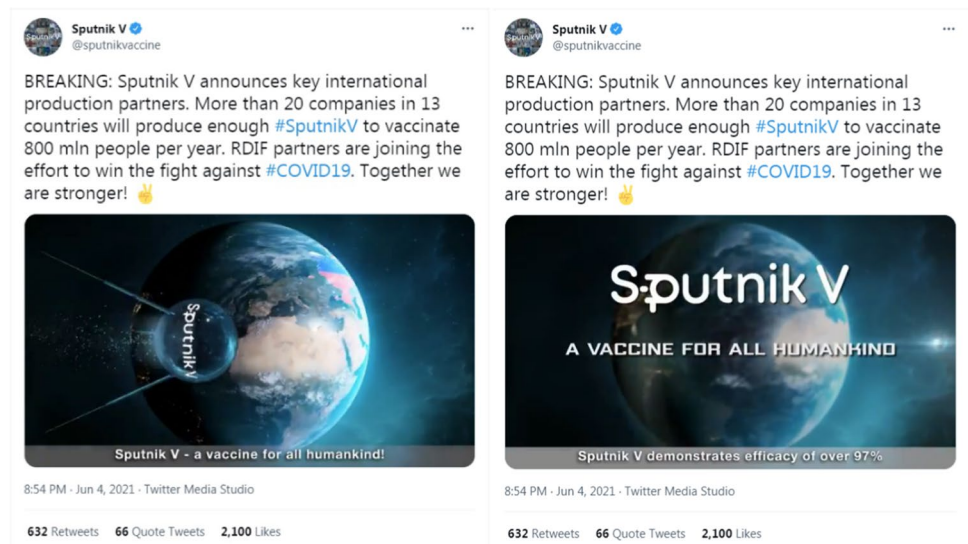 Sputnik V
@sputnikvaccine
BREAKING: Sputnik V announces key international
production partners. More than 20 companies in 13
countries will produce enough #SputnikV to vaccinate
800 mln people per year. RDIF partners are joining the
effort to win the fight against #COVID19. Together we
are stronger! ✌
SputnikV
Sputnik V - a vaccine for all humankind!
8:54 PM · Jun 4, 2021 · Twitter Media Studio
632 Retweets 66 Quote Tweets 2,100 Likes
Sputnik V
@sputnikvaccine
BREAKING: Sputnik V announces key international
production partners. More than 20 companies in 13
countries will produce enough #SputnikV to vaccinate
800 mln people per year. RDIF partners are joining the
effort to win the fight against #COVID19. Together we
are stronger! ✌
Sputnik V
A VACCINE FOR ALL HUMANKIND
Sputnik V demonstrates efficacy of over 97%
8:54 PM · Jun 4, 2021 · Twitter Media Studio
632 Retweets 66 Quote Tweets 2,100 Likes